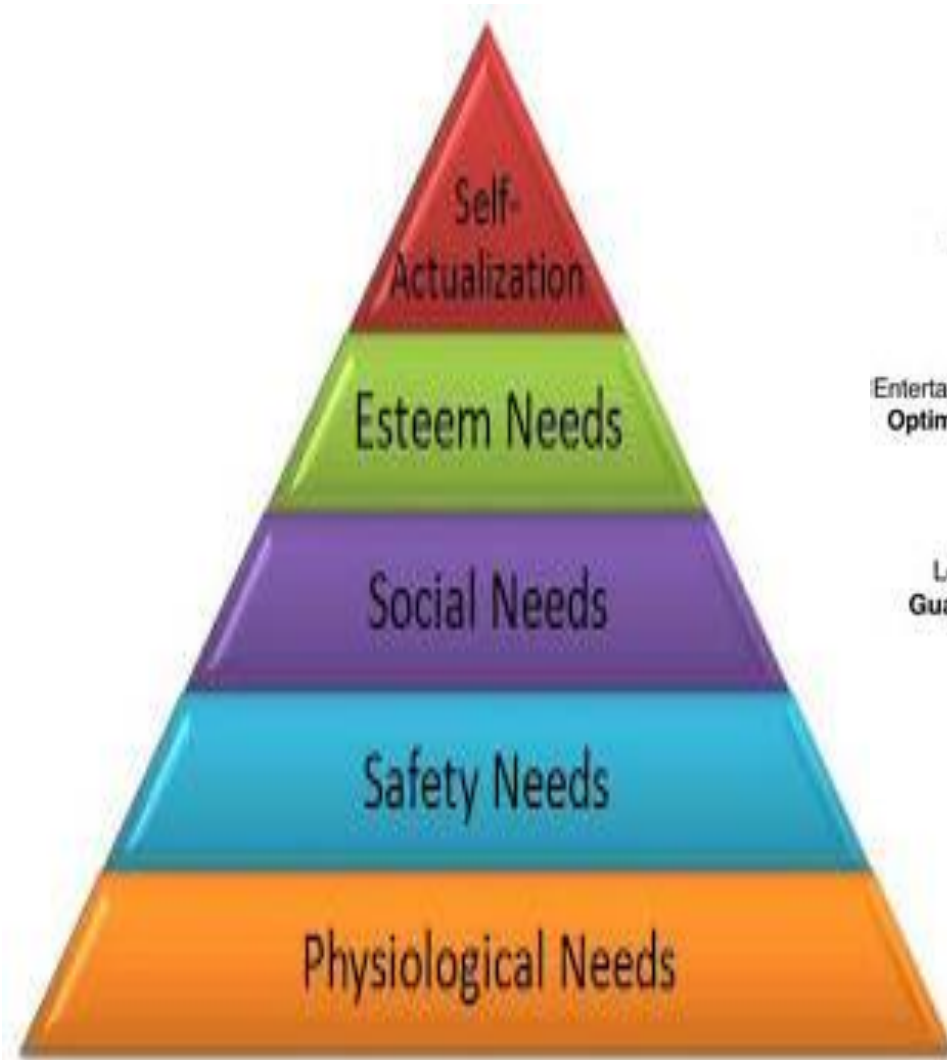 Self-
Actualization
Esteem Needs
Social Needs
Safety Needs
Physiological Needs